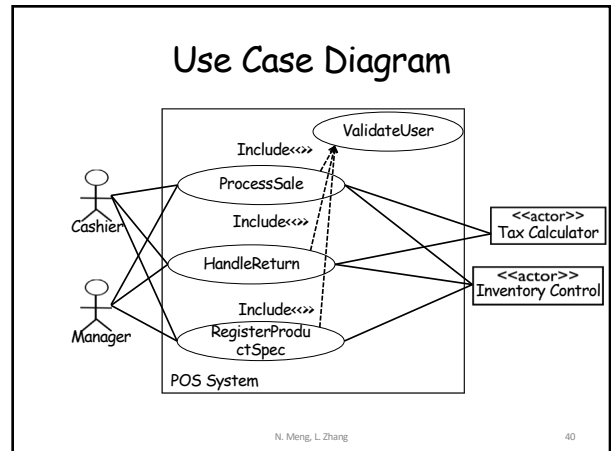 Use Case Diagram
ValidateUser
Include<<>>
ProcessSale
Include<<>>
Cashier
<<actor>>
Tax Calculator
HandleReturn
<<actor>>
Inventory Control
Include<<>>
RegisterProdu
ctSpec
Manager
POS System
N. Meng, L. Zhang
40